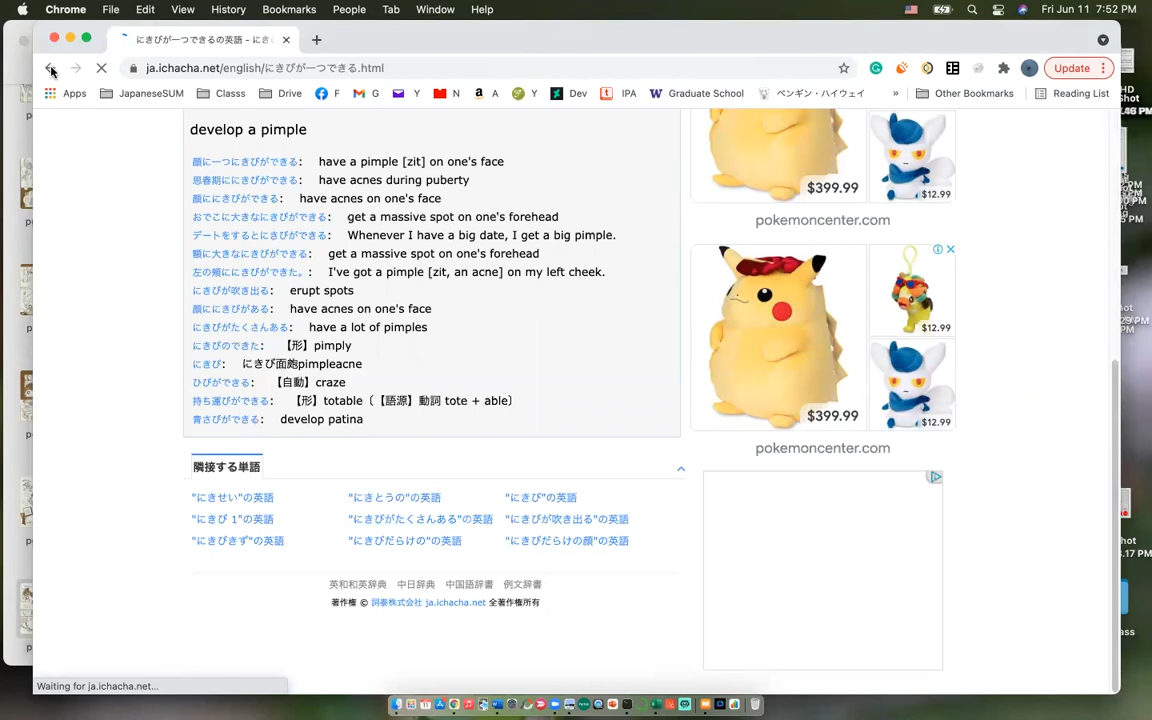 Chrome File Edit View History Bookmarks People Tab Window Help Fri Jun 11 7:52 PM
にきびが一つできるの英語 - にき
ja.ichacha.net/english/にきびが一つできる.html Update
Apps JapaneseSUM Classs Drive F G Y N A Y Dev IPA Graduate School ペンギン・ハイウェイ » Other Bookmarks Reading List
develop a pimple
顔に一つにきびができる: have a pimple [zit] on one's face
思春期ににきびができる: have acnes during puberty
顔ににきびができる: have acnes on one's face
おでこに大きなにきびができる: get a massive spot on one's forehead
デートをするとにきびができる: Whenever I have a big date, I get a big pimple.
額に大きなにきびができる: get a massive spot on one's forehead
左の頬ににきびができた。: I've got a pimple [zit, an acne] on my left cheek.
にきびが吹き出る: erupt spots
顔ににきびがある: have acnes on one's face
にきびがたくさんある: have a lot of pimples
にきびのできた: 【形】pimply
にきび: にきび面皰pimpleacne
ひびができる: 【自動】craze
持ち運びができる: 【形】totable〔【語源】動詞 tote + able〕
青さびができる: develop patina
隣接する単語
"にきせい"の英語 "にきとうの"の英語 "にきび"の英語
"にきび 1"の英語 "にきびがたくさんある"の英語 "にきびが吹き出る"の英語
"にきびきず"の英語 "にきびだらけの"の英語 "にきびだらけの顔"の英語
英和和英辞典 中日辞典 中国語辞書 例文辞書
著作権 © 詞泰株式会社 ja.ichacha.net 全著作権所有
$399.99 $12.99
pokemoncenter.com
$12.99
$399.99 $12.99
pokemoncenter.com
Waiting for ja.ichacha.net...